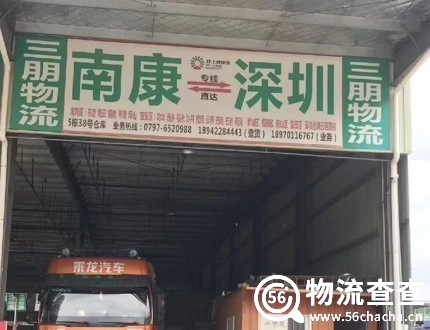 三朋物流
南康
专线
直达
深圳
三朋物流
5栋38号仓库 业务热线：0797-6520988 18942284443（查货）18970116767（业务）
乘龙汽车
56 物流查查
www.56chacha.cn